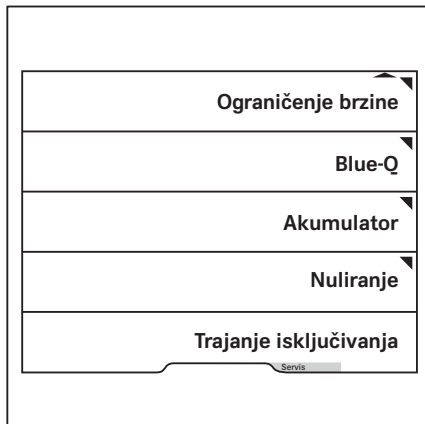 Ograničenje brzine
Blue-Q
Akumulator
Nuliranje
Trajanje isključivanja
Servis